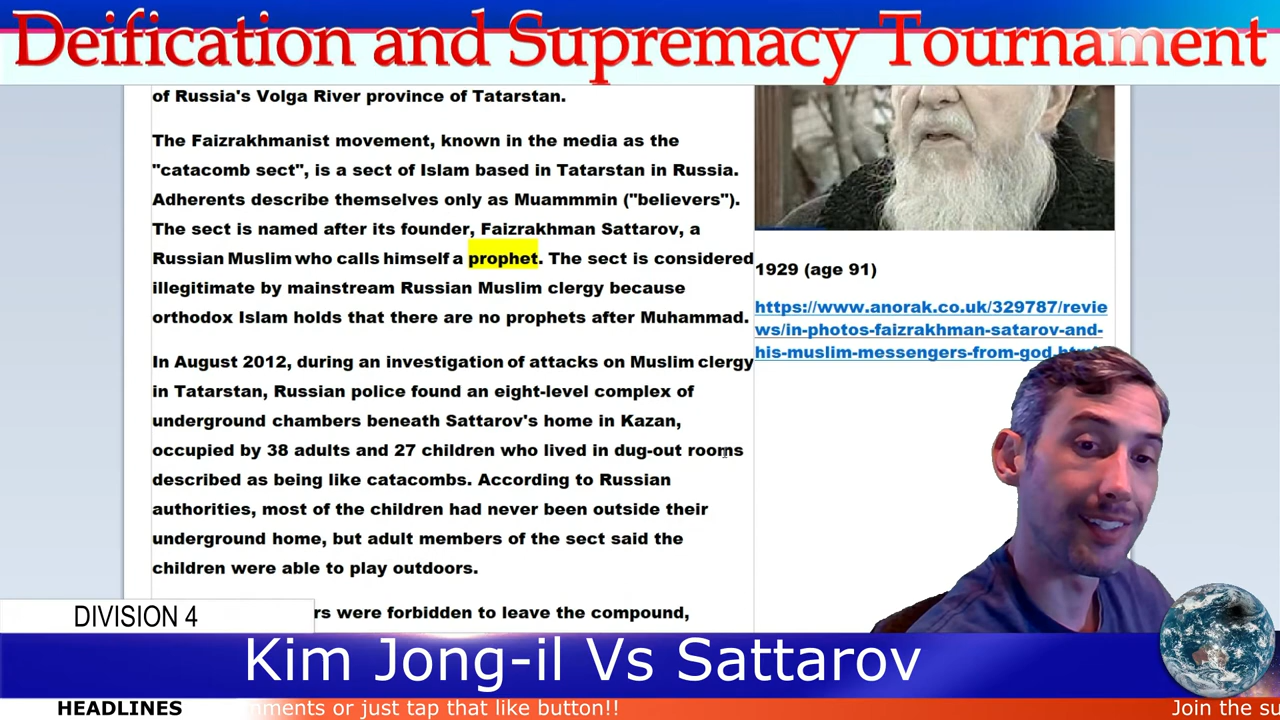 Deification and Supremacy Tournament
of Russia's Volga River province of Tatarstan.
The Faizrakhmanist movement, known in the media as the
"catacomb sect", is a sect of Islam based in Tatarstan in Russia.
Adherents describe themselves only as Muammmin ("believers").
The sect is named after its founder, Faizrakhman Sattarov, a
Russian Muslim who calls himself a prophet. The sect is considered
illegitimate by mainstream Russian Muslim clergy because
orthodox Islam holds that there are no prophets after Muhammad.
In August 2012, during an investigation of attacks on Muslim clergy
in Tatarstan, Russian police found an eight-level complex of
underground chambers beneath Sattarov's home in Kazan,
occupied by 38 adults and 27 children who lived in dug-out rooms
described as being like catacombs. According to Russian
authorities, most of the children had never been outside their
underground home, but adult members of the sect said the
children were able to play outdoors.
rs were forbidden to leave the compound,
1929 (age 91)
https://www.anorak.co.uk/329787/revie
ws/in-photos-faizrakhman-satarov-and-
his-muslim-messengers-from-god.html
DIVISION 4
Kim Jong-il Vs Sattarov
HEADLINES
mments or just tap that like button!!
Join the su